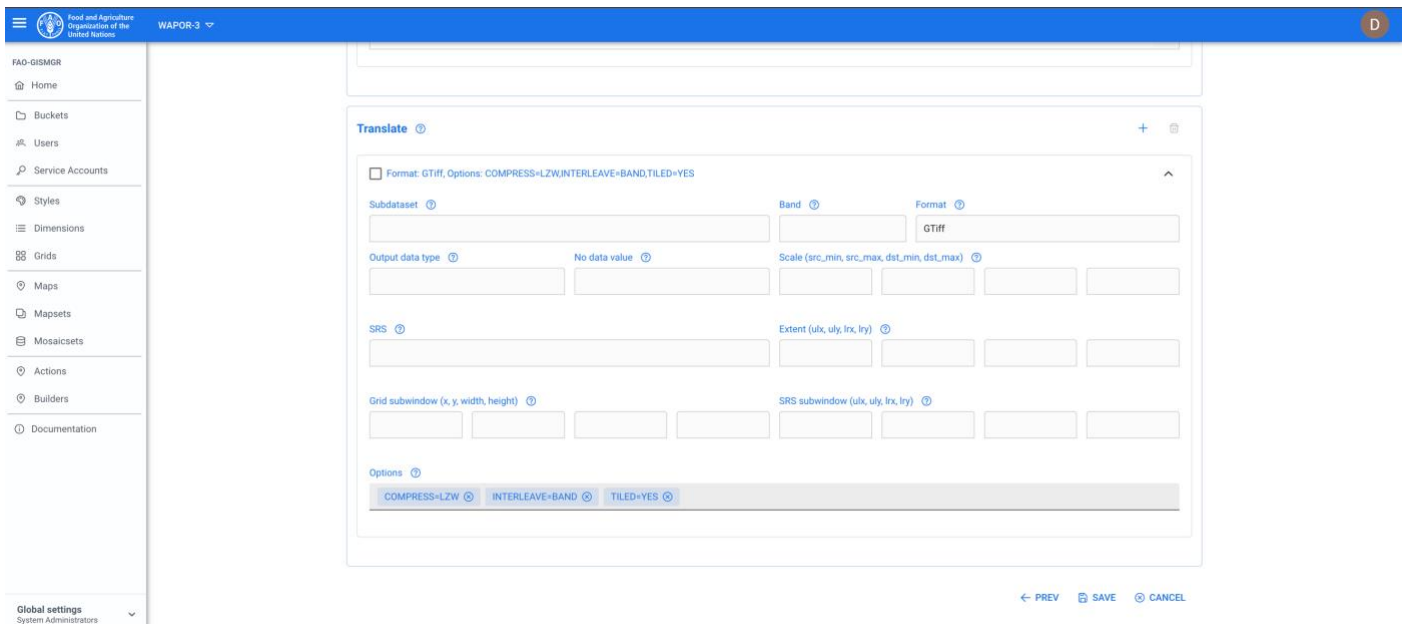 Food and Agriculture
Organization of the
United Nations
WAPOR-3
D
FAO-GISMGR
Home
Buckets
Users
Service Accounts
Styles
Dimensions
Grids
Maps
Mapsets
Mosaicsets
Actions
Builders
Documentation
Global settings
System Administrators
Translate
Format: GTiff, Options: COMPRESS=LZW,INTERLEAVE=BAND,TILED=YES
Subdataset Band Format
GTiff
Output data type No data value Scale (src_min, src_max, dst_min, dst_max)
SRS Extent (ulx, uly, lrx, lry)
Grid subwindow (x, y, width, height) SRS subwindow (ulx, uly, lrx, lry)
Options
COMPRESS=LZW INTERLEAVE=BAND TILED=YES
PREV SAVE CANCEL